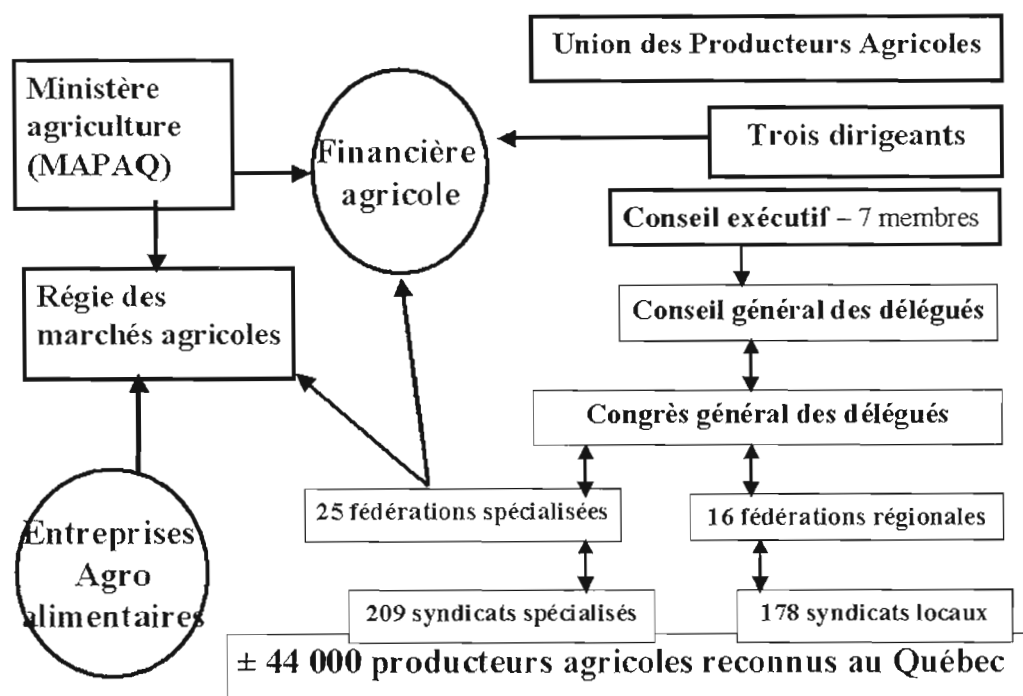 Union des Producteurs Agricoles
Ministère
agriculture
(MAPAQ)
Financière
agricole
Trois dirigeants
Conseil exécutif – 7 membres
Régie des
marchés agricoles
Conseil général des délégués
Congrès général des délégués
25 fédérations spécialisées
16 fédérations régionales
Entreprises
Agro
alimentaires
209 syndicats spécialisés
178 syndicats locaux
± 44 000 producteurs agricoles reconnus au Québec